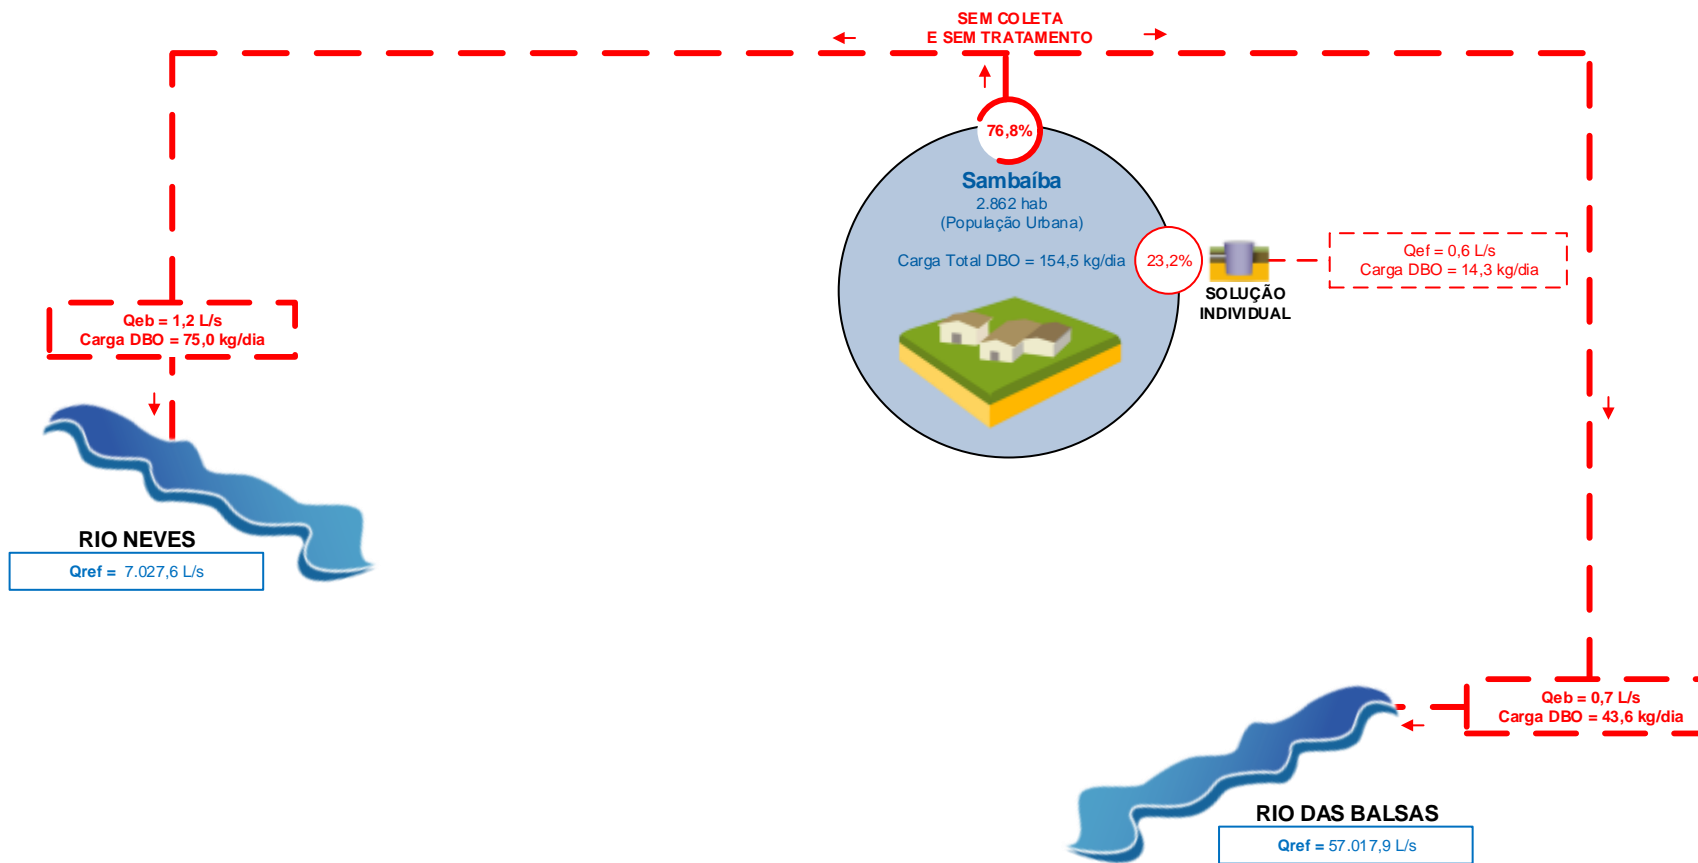 SEM COLETA
E SEM TRATAMENTO
76,8%
Sambaíba
2.862 hab
(População Urbana)
Carga Total DBO = 154,5 kg/dia
23,2%
SOLUÇÃO
INDIVIDUAL
Qef = 0,6 L/s
Carga DBO = 14,3 kg/dia
Qeb = 1,2 L/s
Carga DBO = 75,0 kg/dia
RIO NEVES
Qref = 7.027,6 L/s
Qeb = 0,7 L/s
Carga DBO = 43,6 kg/dia
RIO DAS BALSAS
Qref = 57.017,9 L/s